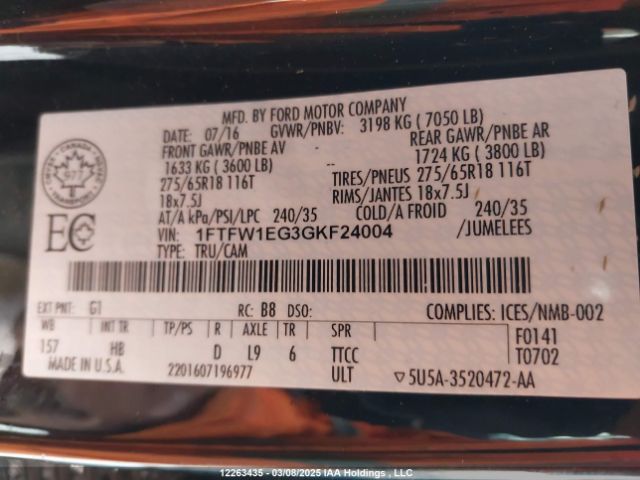 MFD. BY FORD MOTOR COMPANY
DATE: 07/16 GVWR/PNBV: 3198 KG ( 7050 LB)
FRONT GAWR/PNBE AV REAR GAWR/PNBE AR
1633 KG ( 3600 LB) -- 1724 KG ( 3800 LB)
275/65R18 116T TIRES/PNEUS 275/65R18 116T
18x7.5J RIMS/JANTES 18x7.5J
AT/A kPa/PSI/LPC 240/35 COLD/A FROID 240/35
VIN: 1FTFW1EG3GKF24004 /JUMELEES
TYPE: TRU/CAM
CANADA
977
TRANSPORT
EC
EXT PNT: G1 RC: B8 DSO: COMPLIES: ICES/NMB-002
WB INT TR TP/PS R AXLE TR SPR F0141
157 HB D L9 6 TTCC T0702
MADE IN U.S.A. 2201607196977 ULT ▽5U5A-3520472-AA
12263435 - 03/08/2025 IAA Holdings , LLC